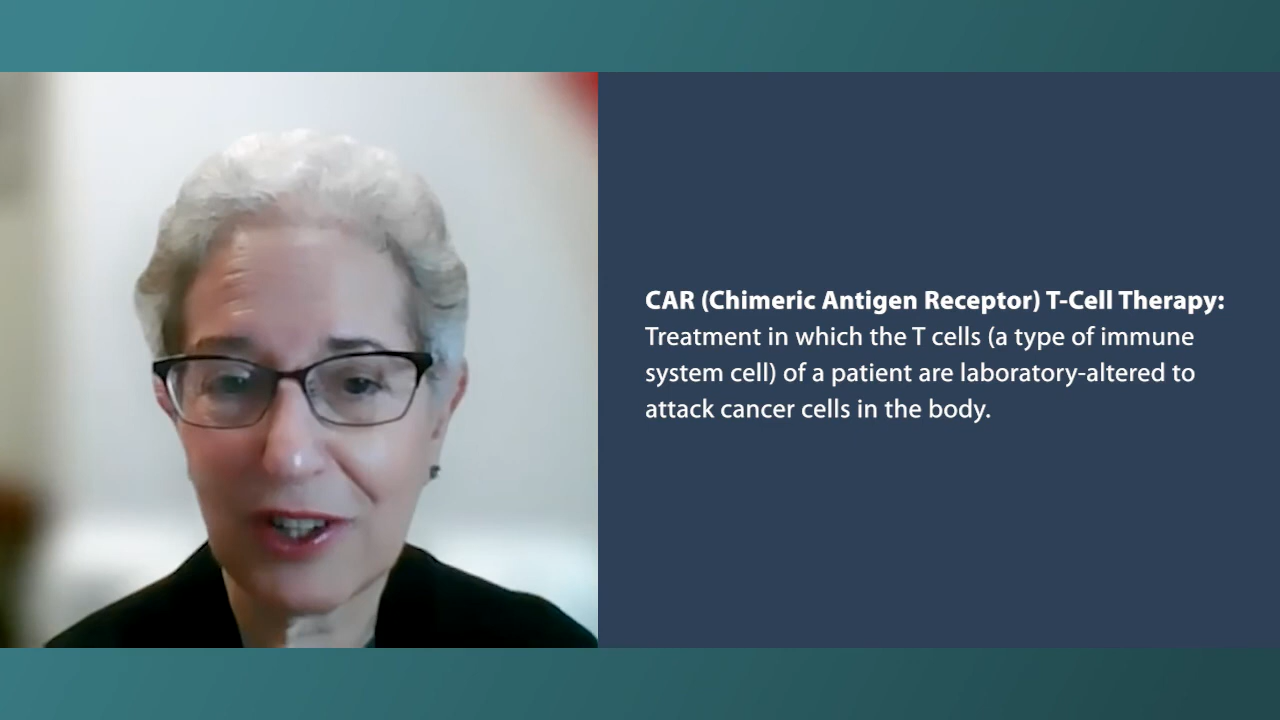 CAR (Chimeric Antigen Receptor) T-Cell Therapy:
Treatment in which the T cells (a type of immune
system cell) of a patient are laboratory-altered to
attack cancer cells in the body.